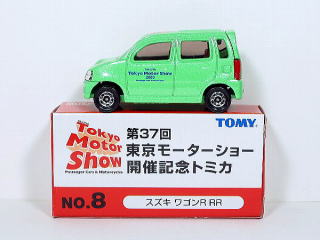 Tokyo Motor Show
2003
Tokyo
Motor
Show
Passenger Cars & Motorcycles
第37回
東京モーターショー
開催記念トミカ
TOMY
NO.8
スズキ ワゴンR RR